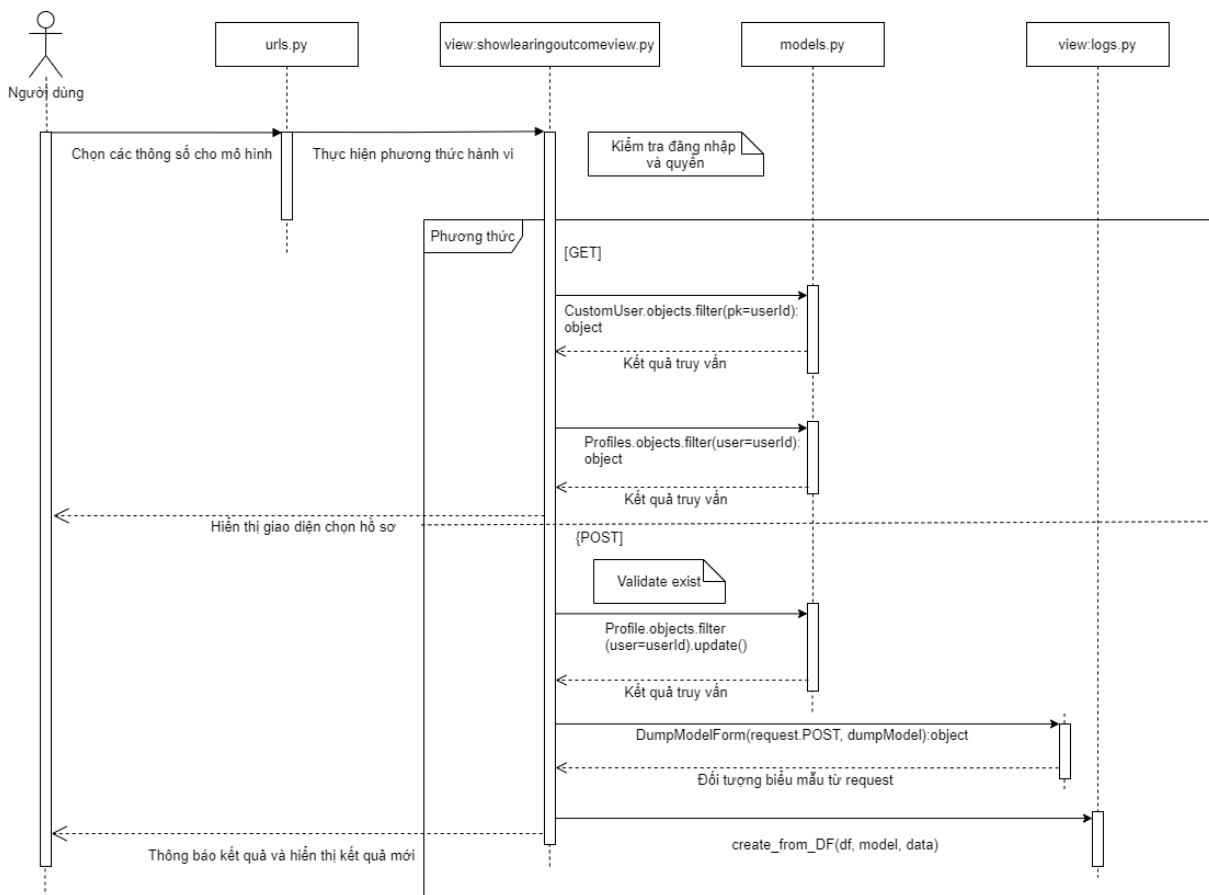 urls.py
view:showlearingoutcomeview.py
models.py
view:logs.py
Người dùng
Chọn các thông số cho mô hình
Thực hiện phương thức hành vi
Kiểm tra đăng nhập
và quyền
Phương thức
[GET]
CustomUser.objects.filter(pk=userId):
object
Kết quả truy vấn
Profiles.objects.filter(user=userId):
object
Kết quả truy vấn
Hiển thị giao diện chọn hồ sơ
{POST]
Validate exist
Profile.objects.filter
(user=userId).update()
Kết quả truy vấn
DumpModelForm(request.POST, dumpModel):object
Đối tượng biểu mẫu từ request
create_from_DF(df, model, data)
Thông báo kết quả và hiển thị kết quả mới